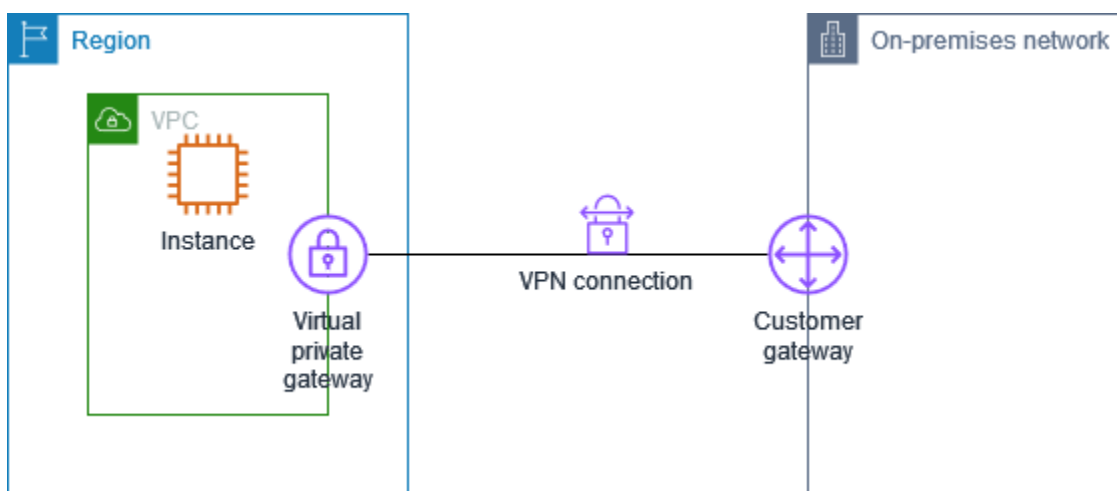 Region
On-premises network
VPC
Instance
VPN connection
Virtual
private
gateway
Customer
gateway